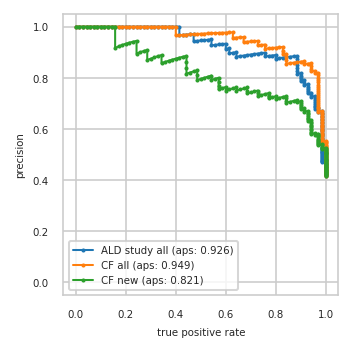 1.0
0.8
0.6
0.4
0.2
0.0
precision
ALD study all (aps: 0.926)
CF all (aps: 0.949)
CF new (aps: 0.821)
0.0 0.2 0.4 0.6 0.8 1.0
true positive rate